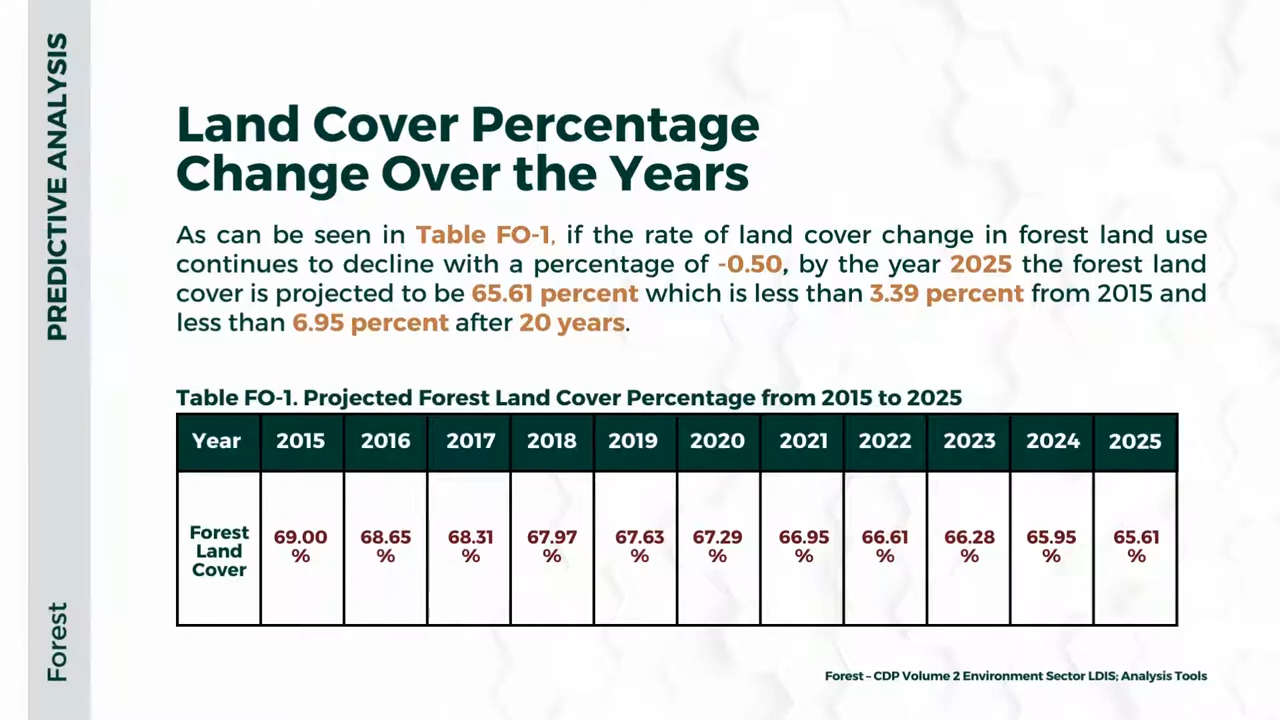 PREDICTIVE ANALYSIS
Forest
Land Cover Percentage
Change Over the Years
As can be seen in Table FO-1, if the rate of land cover change in forest land use
continues to decline with a percentage of -0.50, by the year 2025 the forest land
cover is projected to be 65.61 percent which is less than 3.39 percent from 2015 and
less than 6.95 percent after 20 years.
Table FO-1. Projected Forest Land Cover Percentage from 2015 to 2025
Year 2015 2016 2017 2018 2019 2020 2021 2022 2023 2024 2025
Forest Land Cover 69.00 % 68.65 % 68.31 % 67.97 % 67.63 % 67.29 % 66.95 % 66.61 % 66.28 % 65.95 % 65.61 %
Forest – CDP Volume 2 Environment Sector LDIS; Analysis Tools